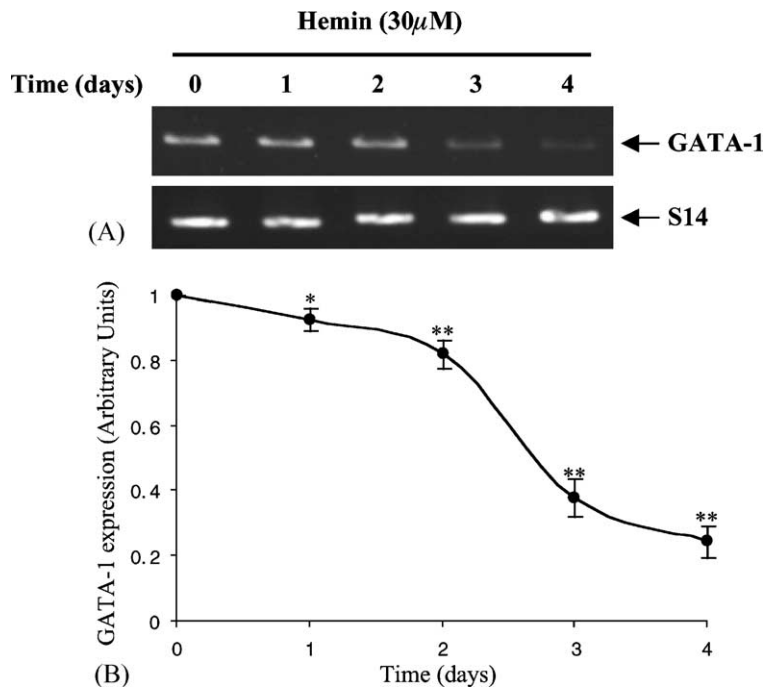 Hemin (30μM)
Time (days) 0 1 2 3 4
GATA-1
S14
(A)
GATA-1 expression (Arbitrary Units)
1
0.8
0.6
0.4
0.2
0
*
**
**
**
0 1 2 3 4
Time (days)
(B)